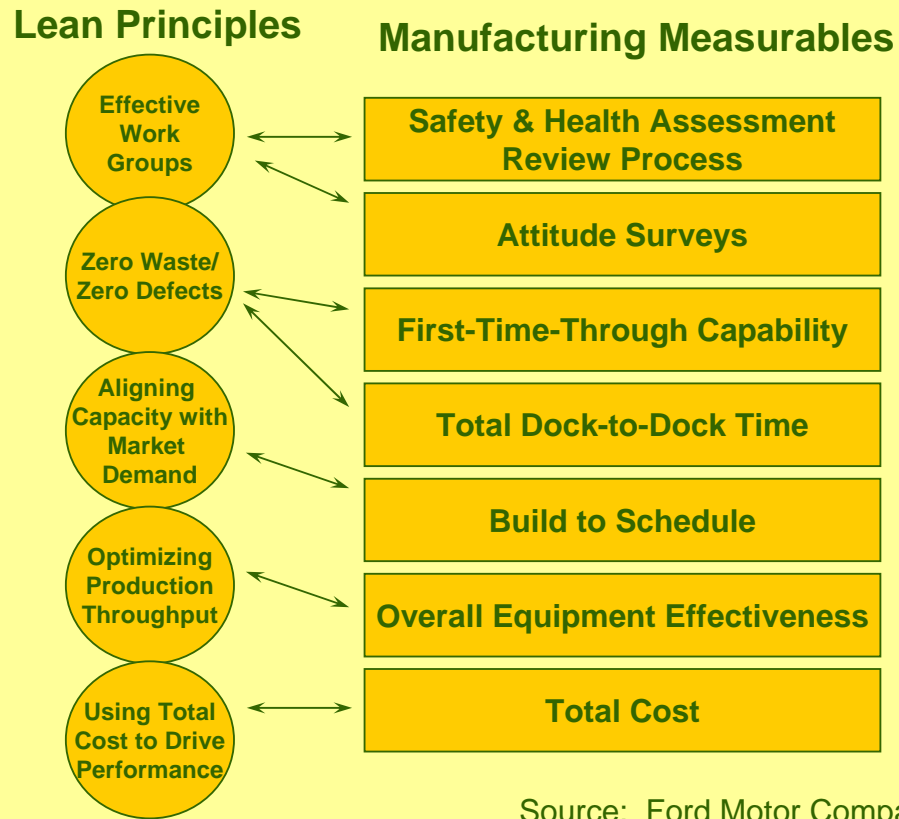 Lean Principles
Manufacturing Measurables
Effective
Work
Groups
Zero Waste/
Zero Defects
Aligning
Capacity with
Market
Demand
Optimizing
Production
Throughput
Using Total
Cost to Drive
Performance
Safety & Health Assessment
Review Process
Attitude Surveys
First-Time-Through Capability
Total Dock-to-Dock Time
Build to Schedule
Overall Equipment Effectiveness
Total Cost
Source: Ford Motor Compa